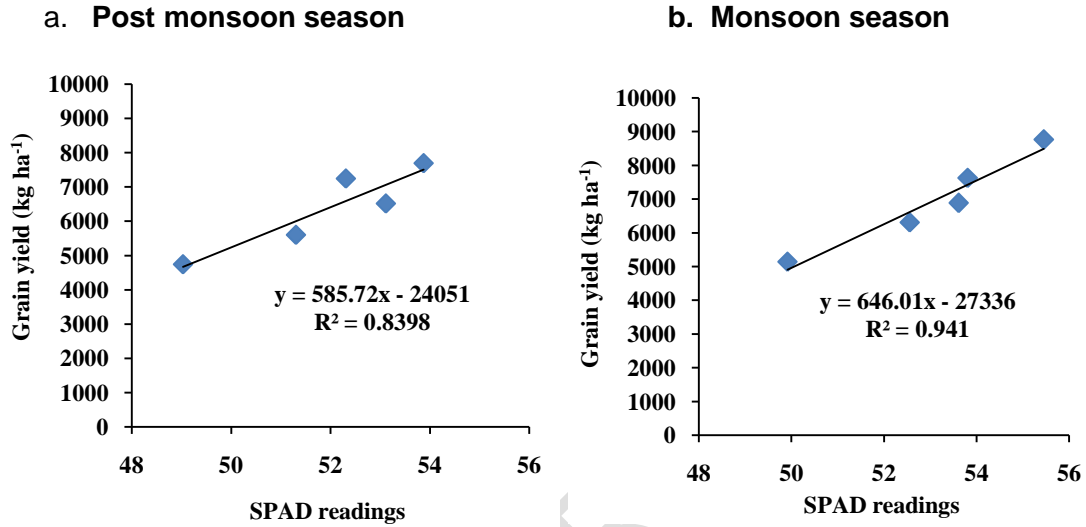 a. Post monsoon season
Grain yield (kg ha-1)
10000
9000
8000
7000
6000
5000
4000
3000
2000
1000
0
y = 585.72x - 24051
R² = 0.8398
48 50 52 54 56
SPAD readings
b. Monsoon season
Grain yield (kg ha-1)
10000
9000
8000
7000
6000
5000
4000
3000
2000
1000
0
y = 646.01x - 27336
R² = 0.941
48 50 52 54 56
SPAD readings